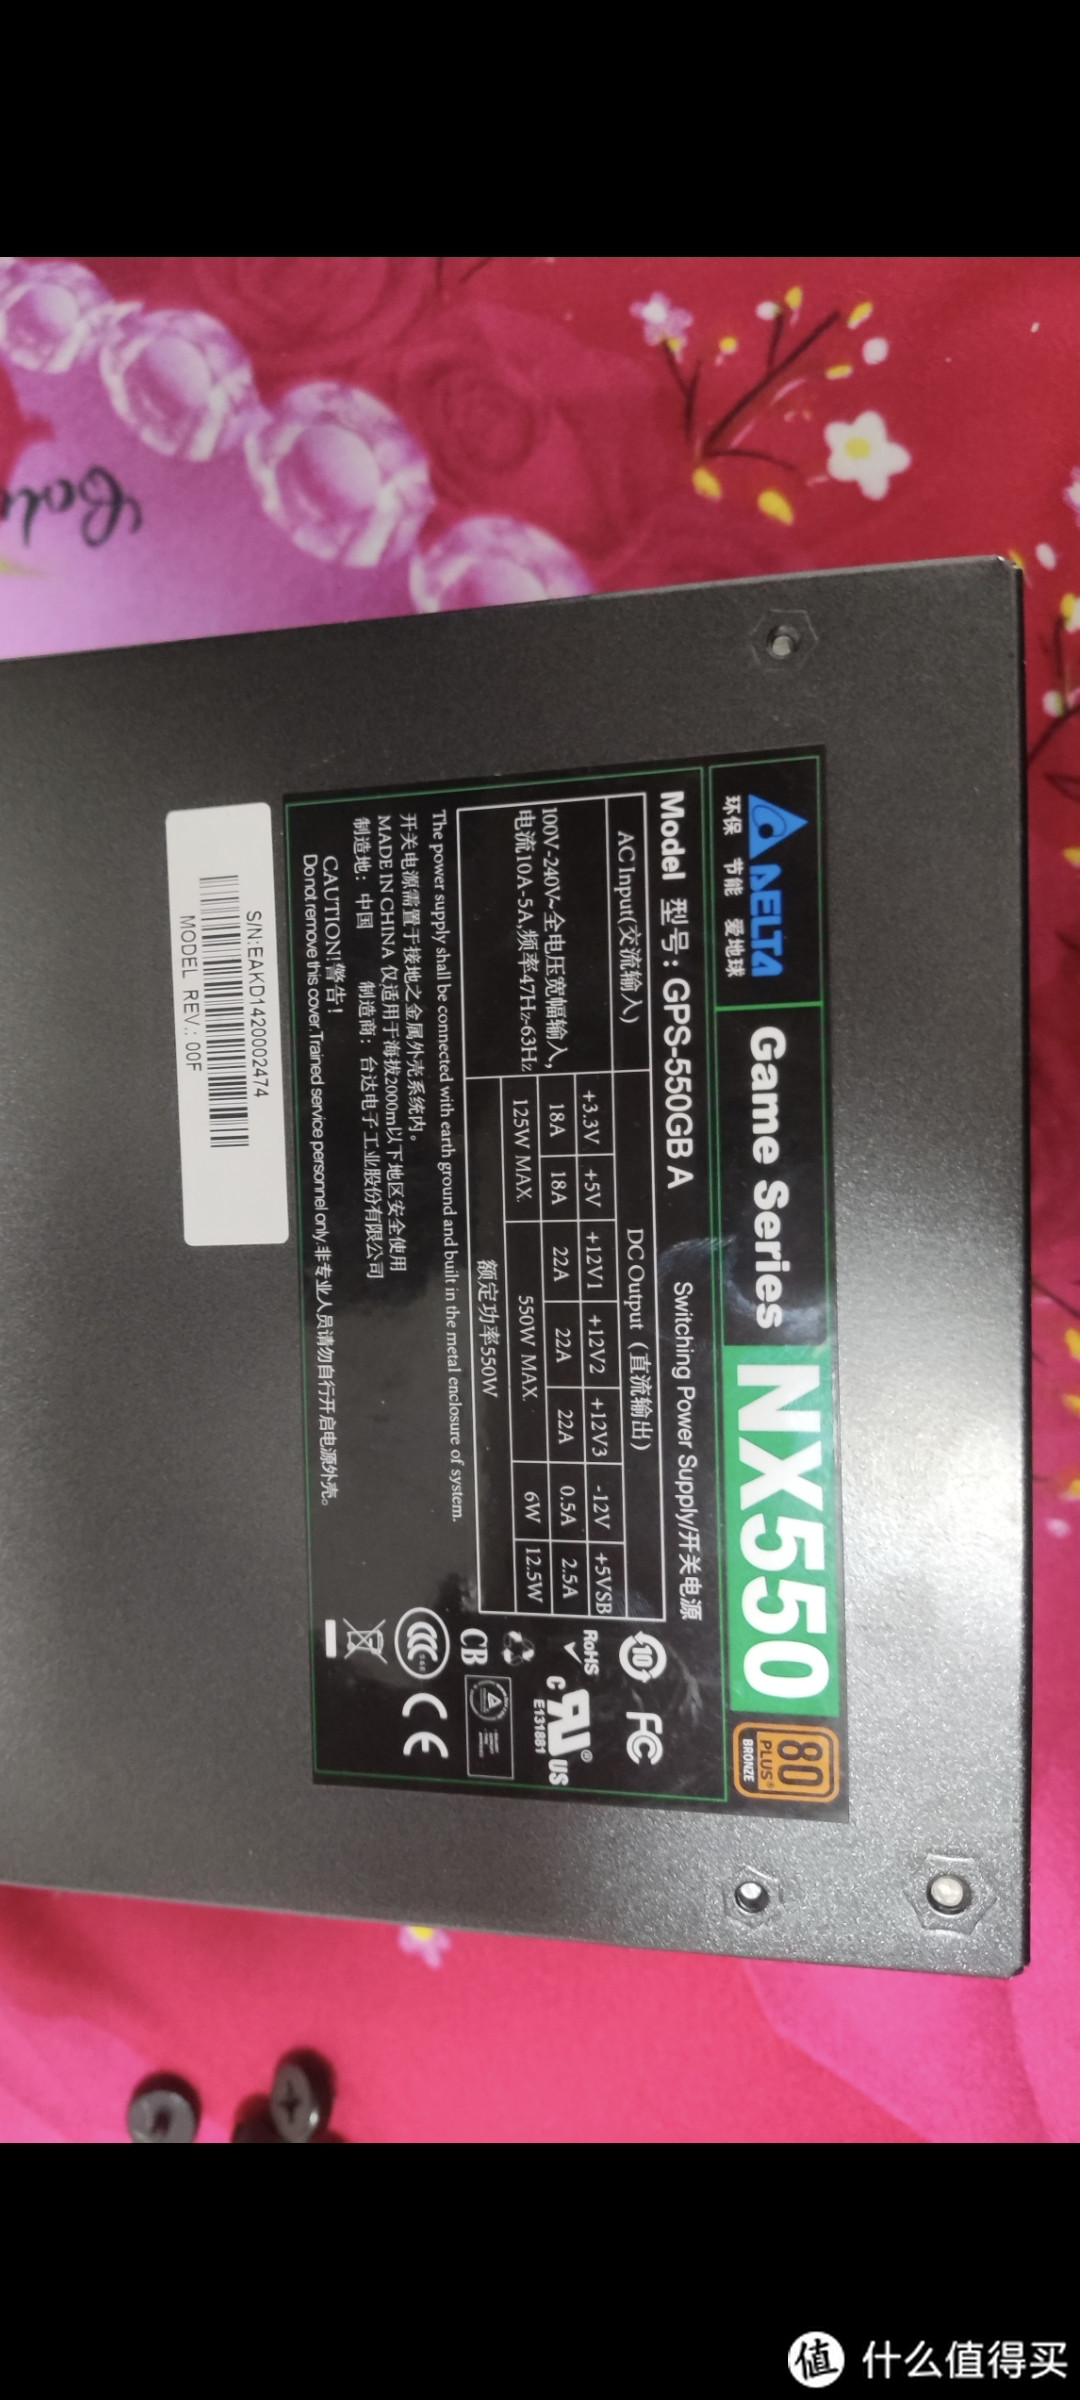 DELTA
环保 节能 爱地球
Game Series
NX550
80
PLUS®
BRONZE
Model 型号: GPS-550GB A
Switching Power Supply/开关电源
AC Input(交流输入)
DC Output (直流输出)
100V-240V~全电压宽幅输入,
电流10A-5A,频率47Hz-63Hz
+3.3V +5V +12V1 +12V2 +12V3 -12V +5VSB
18A 18A 22A 22A 22A 0.5A 2.5A
125W MAX. 550W MAX. 6W 12.5W
额定功率550W
The power supply shall be connected with earth ground and built in the metal enclosure of system.
开关电源需置于接地之金属外壳系统内。
MADE IN CHINA 仅适用于海拔2000m以下地区安全使用
制造地：中国 制造商：台达电子工业股份有限公司
CAUTION!警告!
Do not remove this cover.Trained service personnel only.非专业人员请勿自行开启电源外壳。
10
FC
RoHS
C US
E131881
CB
CCC
CE
S/N:EAKD1420002474
MODEL REV.: 00F
值 什么值得买